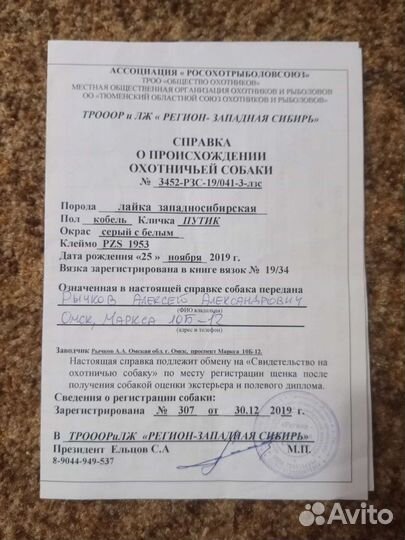 АССОЦИАЦИЯ «РОСОХОТРЫБОЛОВСОЮЗ»
ТРОО «ОБЩЕСТВО ОХОТНИКОВ»
МЕСТНАЯ ОБЩЕСТВЕННАЯ ОРГАНИЗАЦИЯ ОХОТНИКОВ И РЫБОЛОВОВ
ОО «ТЮМЕНСКИЙ ОБЛАСТНОЙ СОЮЗ ОХОТНИКОВ И РЫБОЛОВОВ»
ТРОООР и ЛЖ « РЕГИОН- ЗАПАДНАЯ СИБИРЬ»
СПРАВКА
О ПРОИСХОЖДЕНИИ
ОХОТНИЧЬЕЙ СОБАКИ
№ 3452-РЗС-19/041-3-лзс
Порода лайка западносибирская
Пол кобель Кличка ПУТИК
Окрас серый с белым
Клеймо PZS 1953
Дата рождения «25 » ноября 2019 г.
Вязка зарегистрирована в книге вязок № 19/34
Означенная в настоящей справке собака передана
Рычков Алексей Александрович
(ФИО владельца)
Омск, Маркса 10Б-12
(адрес и телефон)
Заводчик Рычков А.А. Омская обл. г. Омск, проспект Маркса 10Б-12.
Настоящая справка подлежит обмену на «Свидетельство на
охотничью собаку» по месту регистрации щенка после
получения собакой оценки экстерьера и полевого диплома.
Сведения о регистрации собаки:
Зарегистрирована № 307 от 30.12 2019 г.
В ТРОООРиЛЖ «РЕГИОН-ЗАПАДНАЯ СИБИРЬ»
Президент Ельцов С.А М.П.
8-9044-949-537
Avito